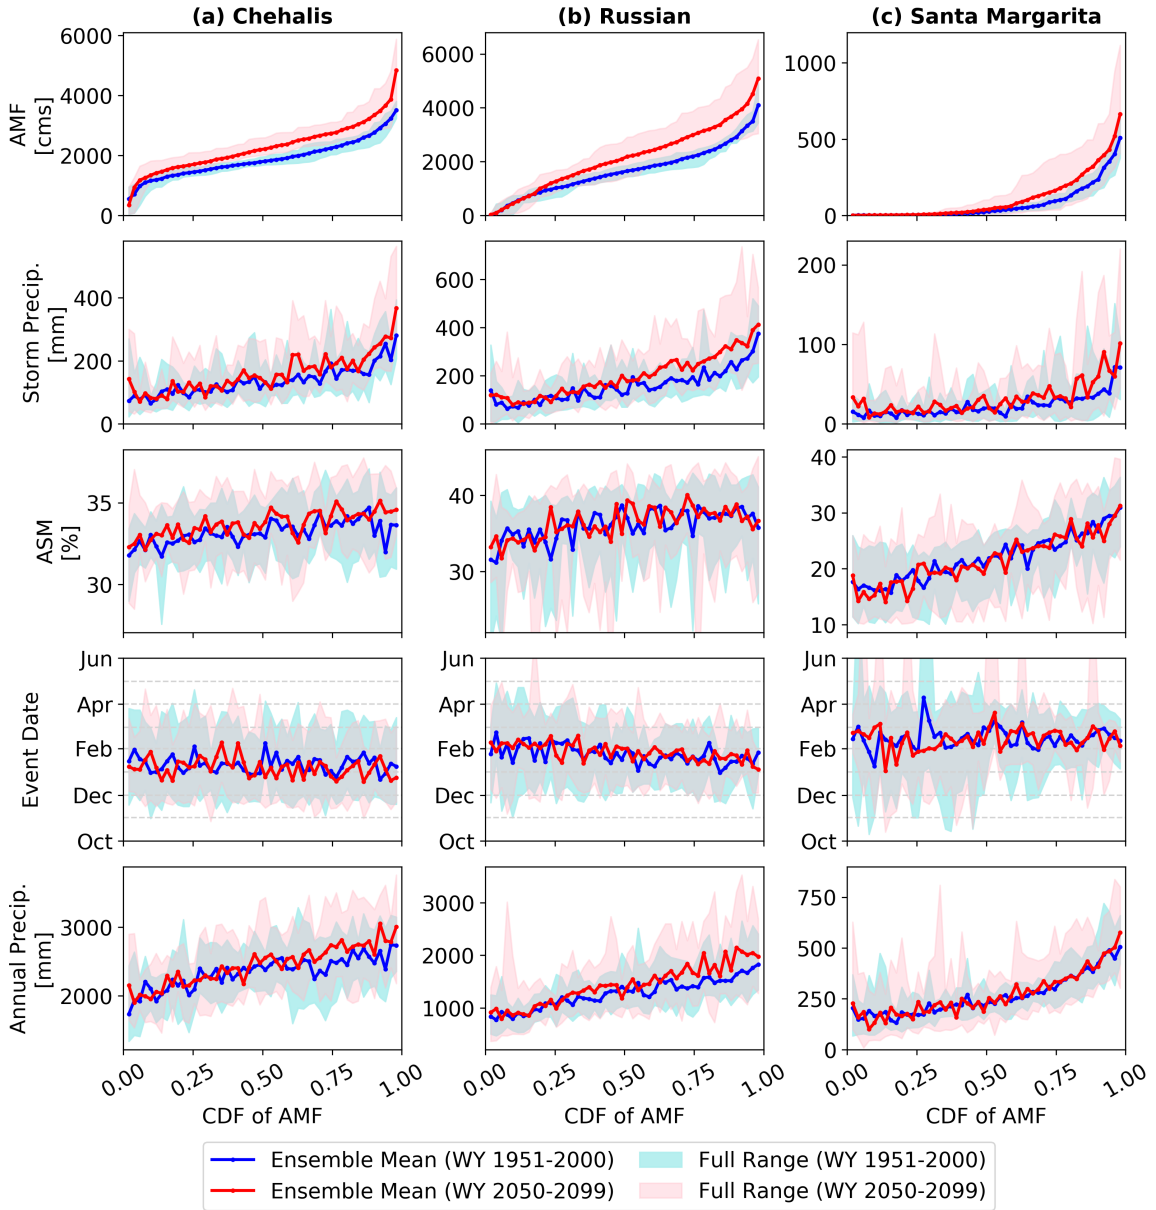 (a) Chehalis
(b) Russian
(c) Santa Margarita
AMF
[cms]
6000
4000
2000
0
6000
4000
2000
0
1000
500
0
Storm Precip.
[mm]
400
200
0
600
400
200
0
200
100
0
ASM
[%]
35
30
40
30
40
30
20
10
Event Date
Jun
Apr
Feb
Dec
Oct
Jun
Apr
Feb
Dec
Oct
Jun
Apr
Feb
Dec
Oct
Annual Precip.
[mm]
3000
2000
3000
2000
1000
750
500
250
0
0.00 0.25 0.50 0.75 1.00
0.00 0.25 0.50 0.75 1.00
0.00 0.25 0.50 0.75 1.00
CDF of AMF
CDF of AMF
CDF of AMF
Ensemble Mean (WY 1951-2000)
Full Range (WY 1951-2000)
Ensemble Mean (WY 2050-2099)
Full Range (WY 2050-2099)